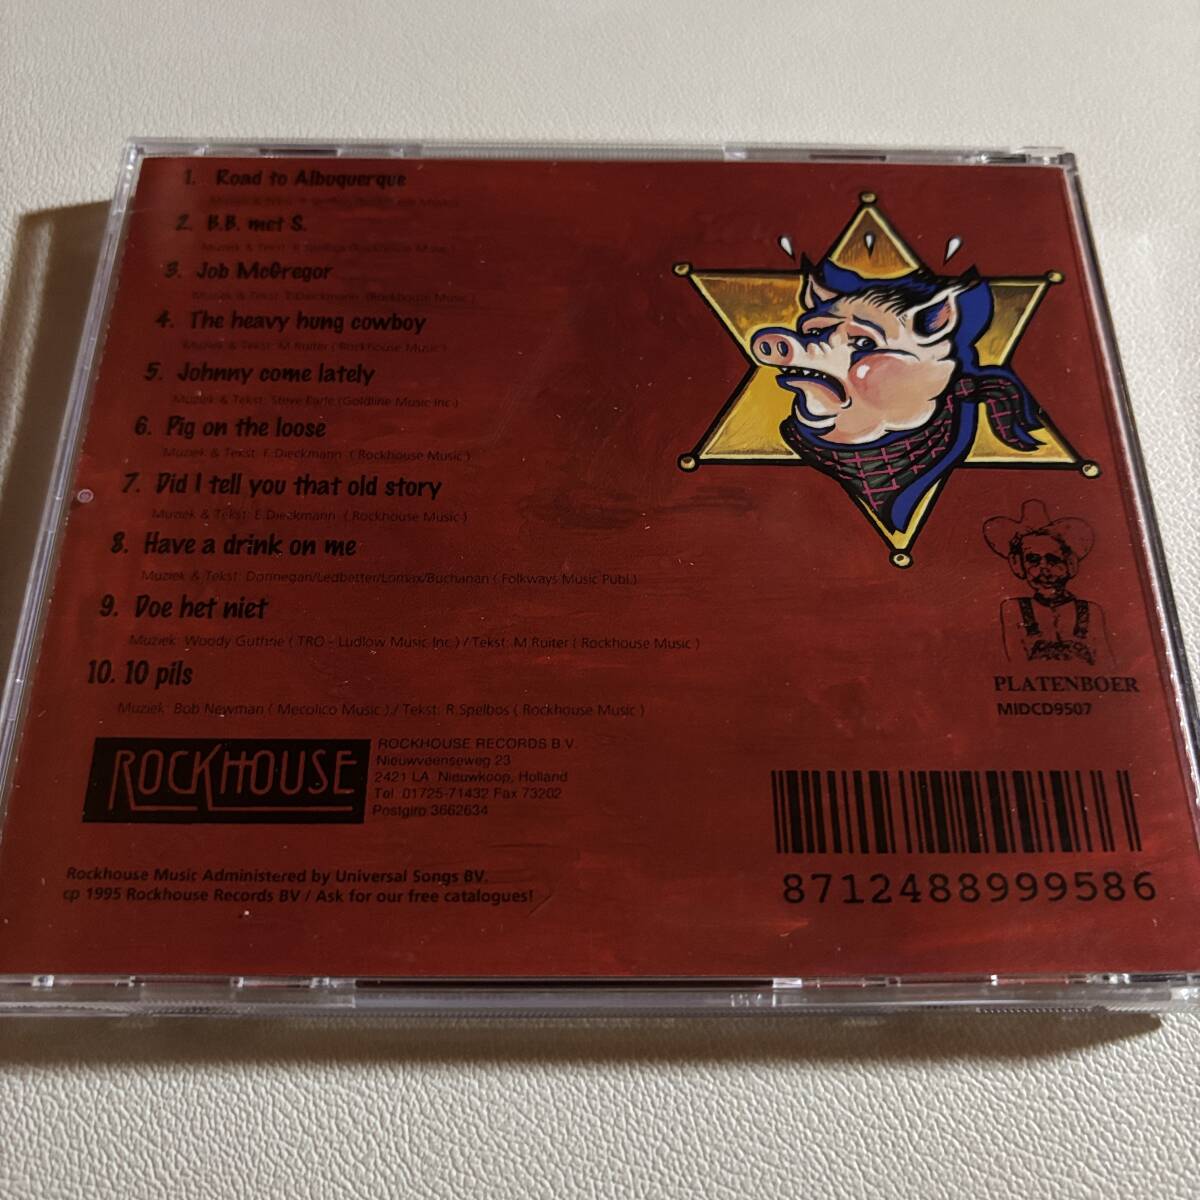 1. Road to Albuquerque
2. B.B. met S.
3. Job McGregor
Muziek & Tekst: Dieckmann (Rockhouse Music)
4. The heavy hung cowboy
Muziek & Tekst: M.Ruiter ( Rockhouse Music )
5. Johnny come lately
Muziek & Tekst: Steve Earle (Goldline Music Inc.)
6. Pig on the loose
Muziek & Tekst: E.Dieckmann ( Rockhouse Music )
7. Did I tell you that old story
Muziek & Tekst: E.Dieckmann ( Rockhouse Music )
8. Have a drink on me
Muziek & Tekst: Donnegan/Ledbetter/Lomax/Buchanan ( Folkways Music Publ.)
9. Doe het niet
Muziek: Woody Guthrie ( TRO - Ludlow Music Inc.) / Tekst: M.Ruiter ( Rockhouse Music )
10. 10 pils
Muziek: Bob Newman ( Mecolico Music ) / Tekst: R.Spelbos ( Rockhouse Music )
PLATENBOER
MIDCD9507
ROCKHOUSE
ROCKHOUSE RECORDS B.V.
Nieuwveenseweg 23
2421 LA Nieuwkoop, Holland
Tel. 01725-71432 Fax 73202
Postgiro 3662634
Rockhouse Music Administered by Universal Songs BV.
cp 1995 Rockhouse Records BV / Ask for our free catalogues!
8712488999586